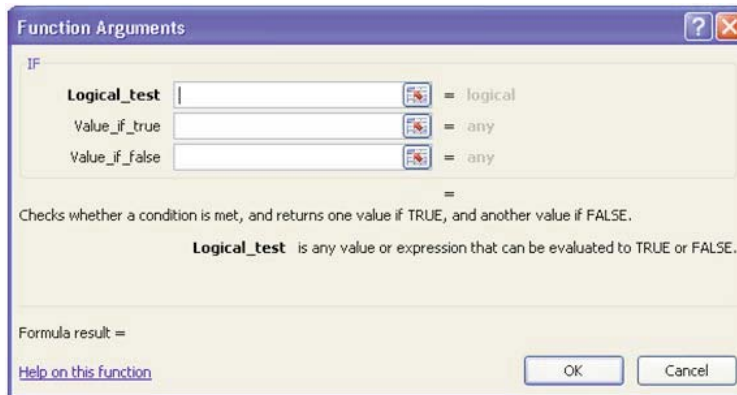 Function Arguments
IF
Logical_test = logical
Value_if_true = any
Value_if_false = any
=
Checks whether a condition is met, and returns one value if TRUE, and another value if FALSE.
Logical_test is any value or expression that can be evaluated to TRUE or FALSE.
Formula result =
Help on this function OK Cancel